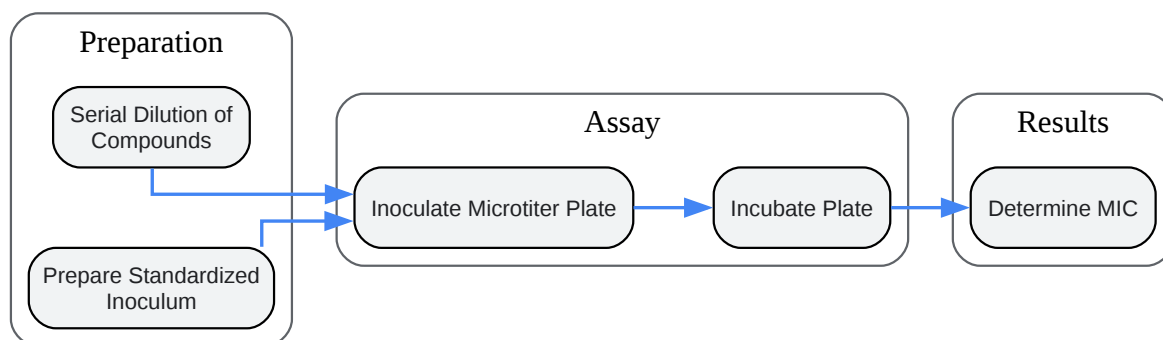 Preparation
Serial Dilution of
Compounds
Prepare Standardized
Inoculum
Assay
Inoculate Microtiter Plate
Incubate Plate
Results
Determine MIC